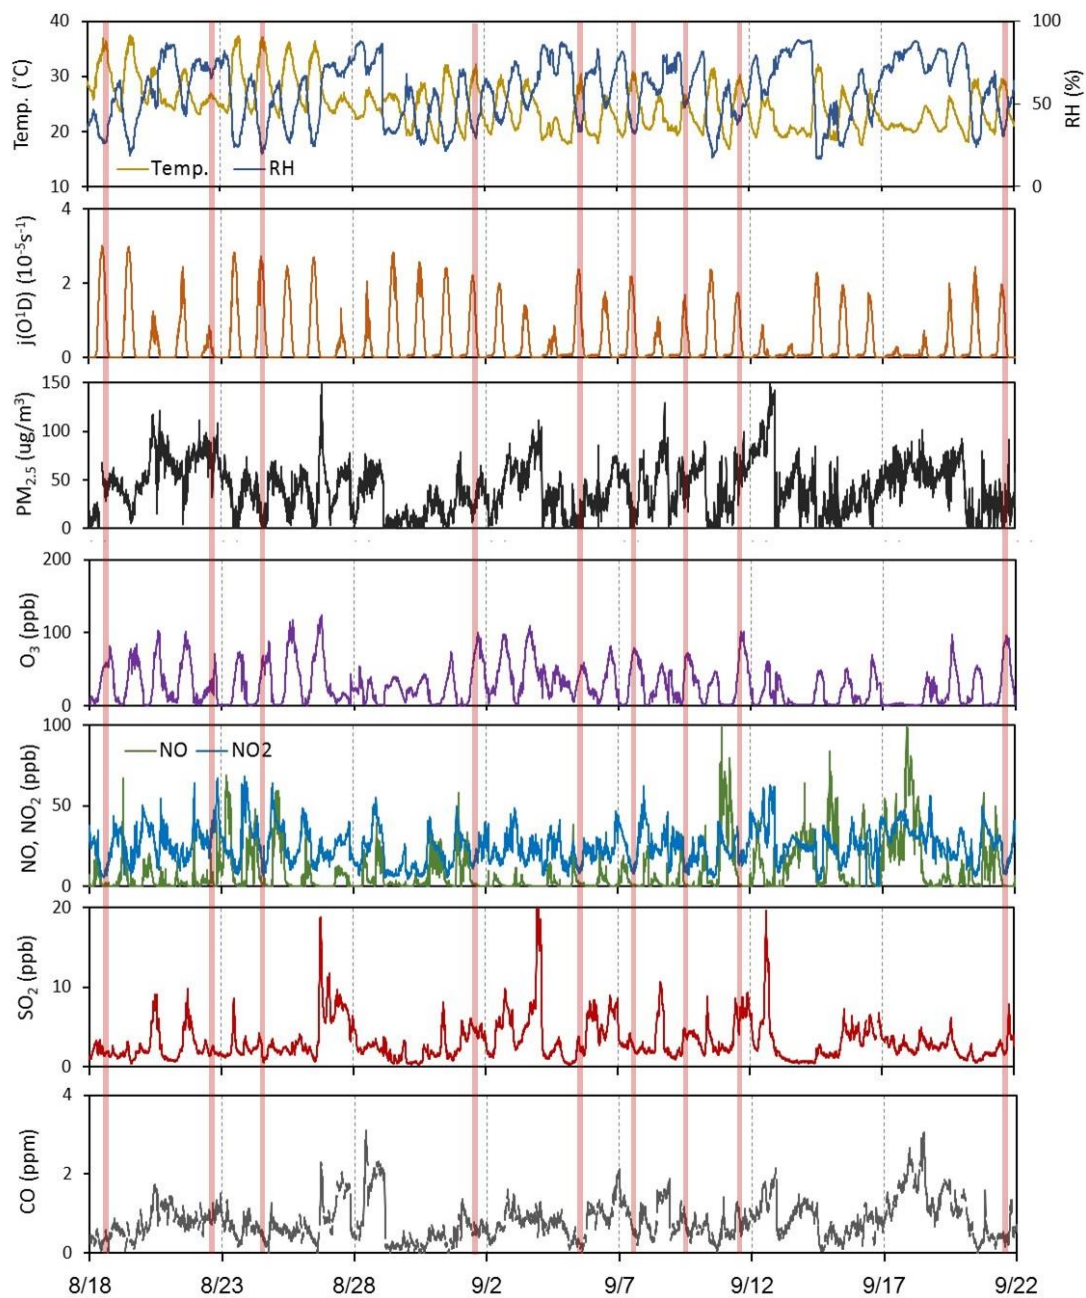 40
30
20
10
Temp. (˚C)
100
50
0
RH (%)
Temp.
RH
4
2
0
j(O¹D) (10⁻⁵s⁻¹)
150
100
50
0
PM₂.₅ (ug/m³)
200
100
0
O₃ (ppb)
100
50
0
NO, NO₂ (ppb)
NO
NO2
20
10
0
SO₂ (ppb)
4
2
0
CO (ppm)
8/18 8/23 8/28 9/2 9/7 9/12 9/17 9/22